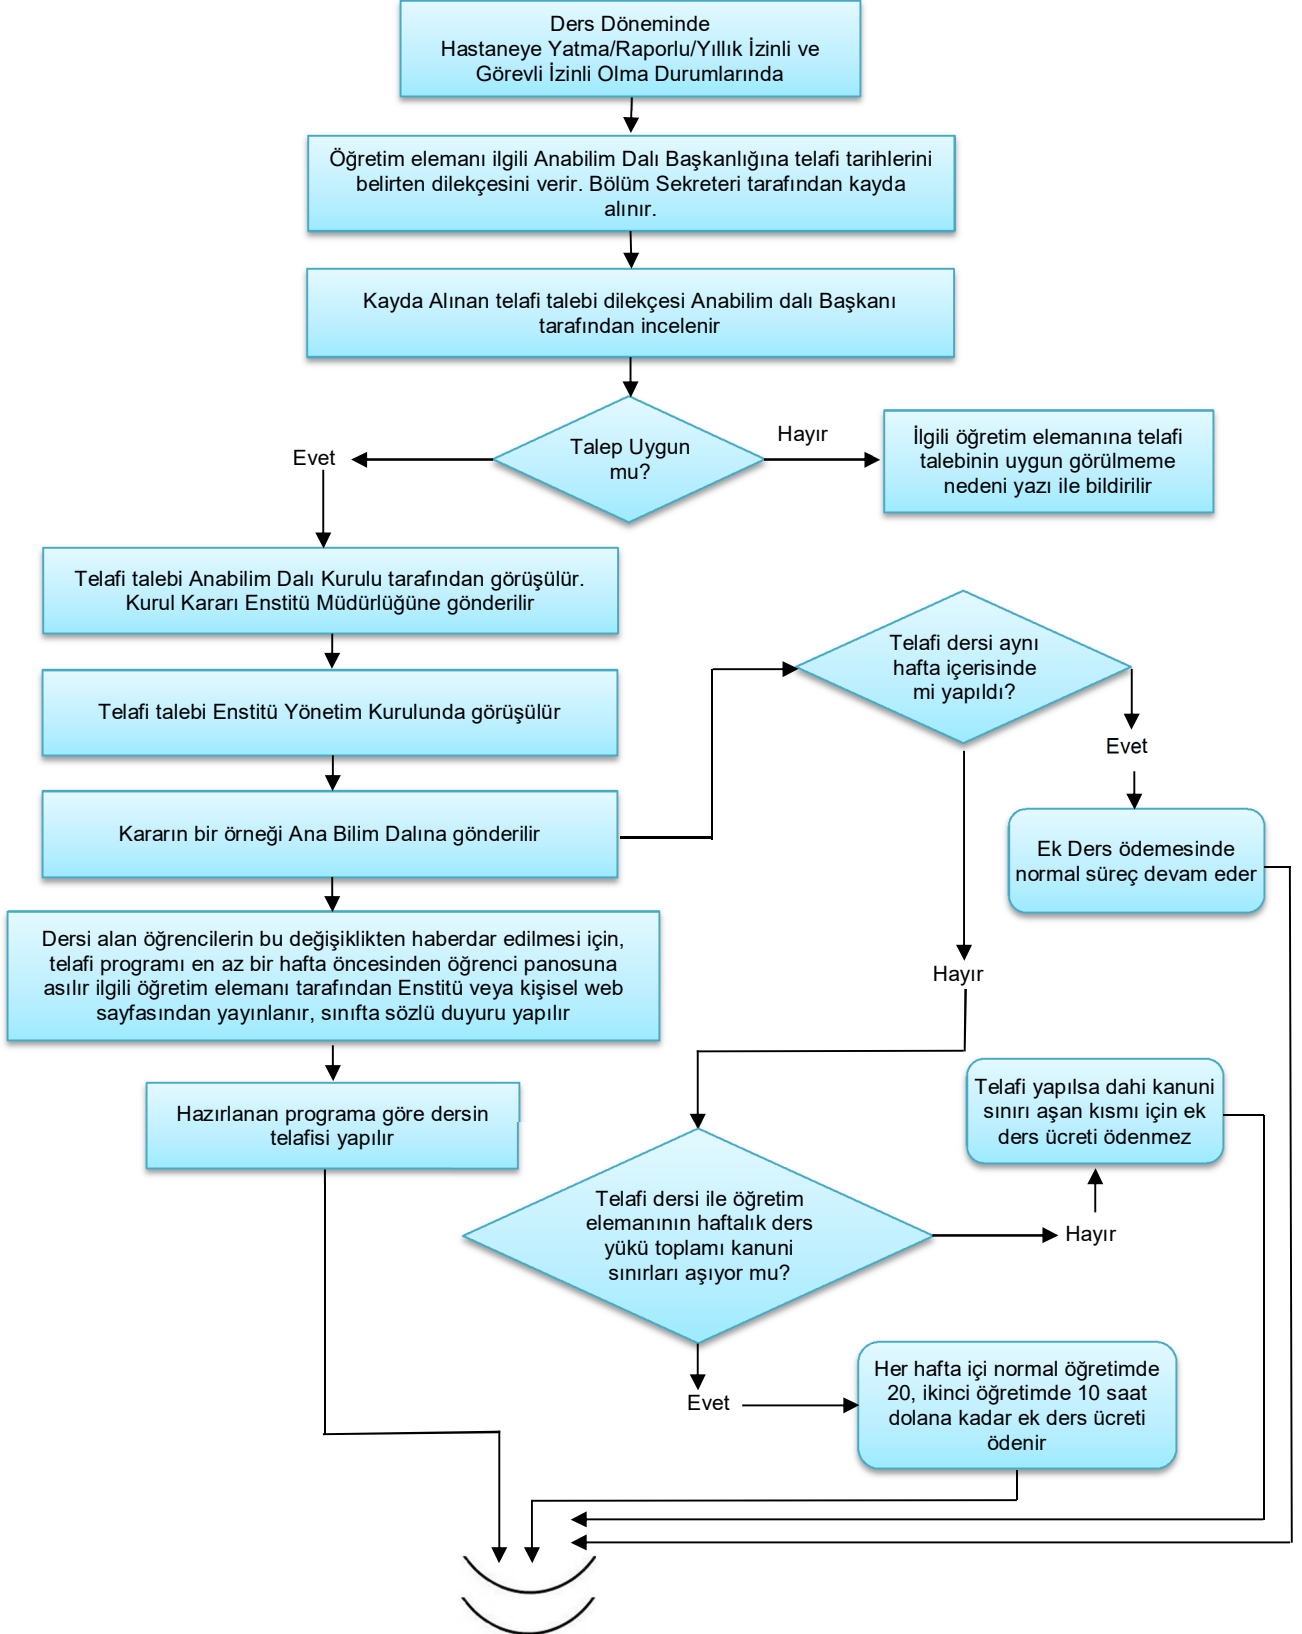 Ders Döneminde
Hastaneye Yatma/Raporlu/Yıllık İzinli ve
Görevli İzinli Olma Durumlarında
Öğretim elemanı ilgili Anabilim Dalı Başkanlığına telafi tarihlerini
belirten dilekçesini verir. Bölüm Sekreteri tarafından kayda
alınır.
Kayda Alınan telafi talebi dilekçesi Anabilim dalı Başkanı
tarafından incelenir
Talep Uygun
mu?
Hayır
İlgili öğretim elemanına telafi
talebinin uygun görülmeme
nedeni yazı ile bildirilir
Evet
Telafi talebi Anabilim Dalı Kurulu tarafından görüşülür.
Kurul Kararı Enstitü Müdürlüğüne gönderilir
Telafi talebi Enstitü Yönetim Kurulunda görüşülür
Kararın bir örneği Ana Bilim Dalına gönderilir
Dersi alan öğrencilerin bu değişiklikten haberdar edilmesi için,
telafi programı en az bir hafta öncesinden öğrenci panosuna
asılır ilgili öğretim elemanı tarafından Enstitü veya kişisel web
sayfasından yayınlanır, sınıfta sözlü duyuru yapılır
Hazırlanan programa göre dersin
telafisi yapılır
Telafi dersi aynı
hafta içerisinde
mi yapıldı?
Evet
Ek Ders ödemesinde
normal süreç devam eder
Hayır
Telafi dersi ile öğretim
elemanının haftalık ders
yükü toplamı kanuni
sınırları aşıyor mu?
Hayır
Telafi yapılsa dahi kanuni
sınırı aşan kısmı için ek
ders ücreti ödenmez
Evet
Her hafta içi normal öğretimde
20, ikinci öğretimde 10 saat
dolana kadar ek ders ücreti
ödenir